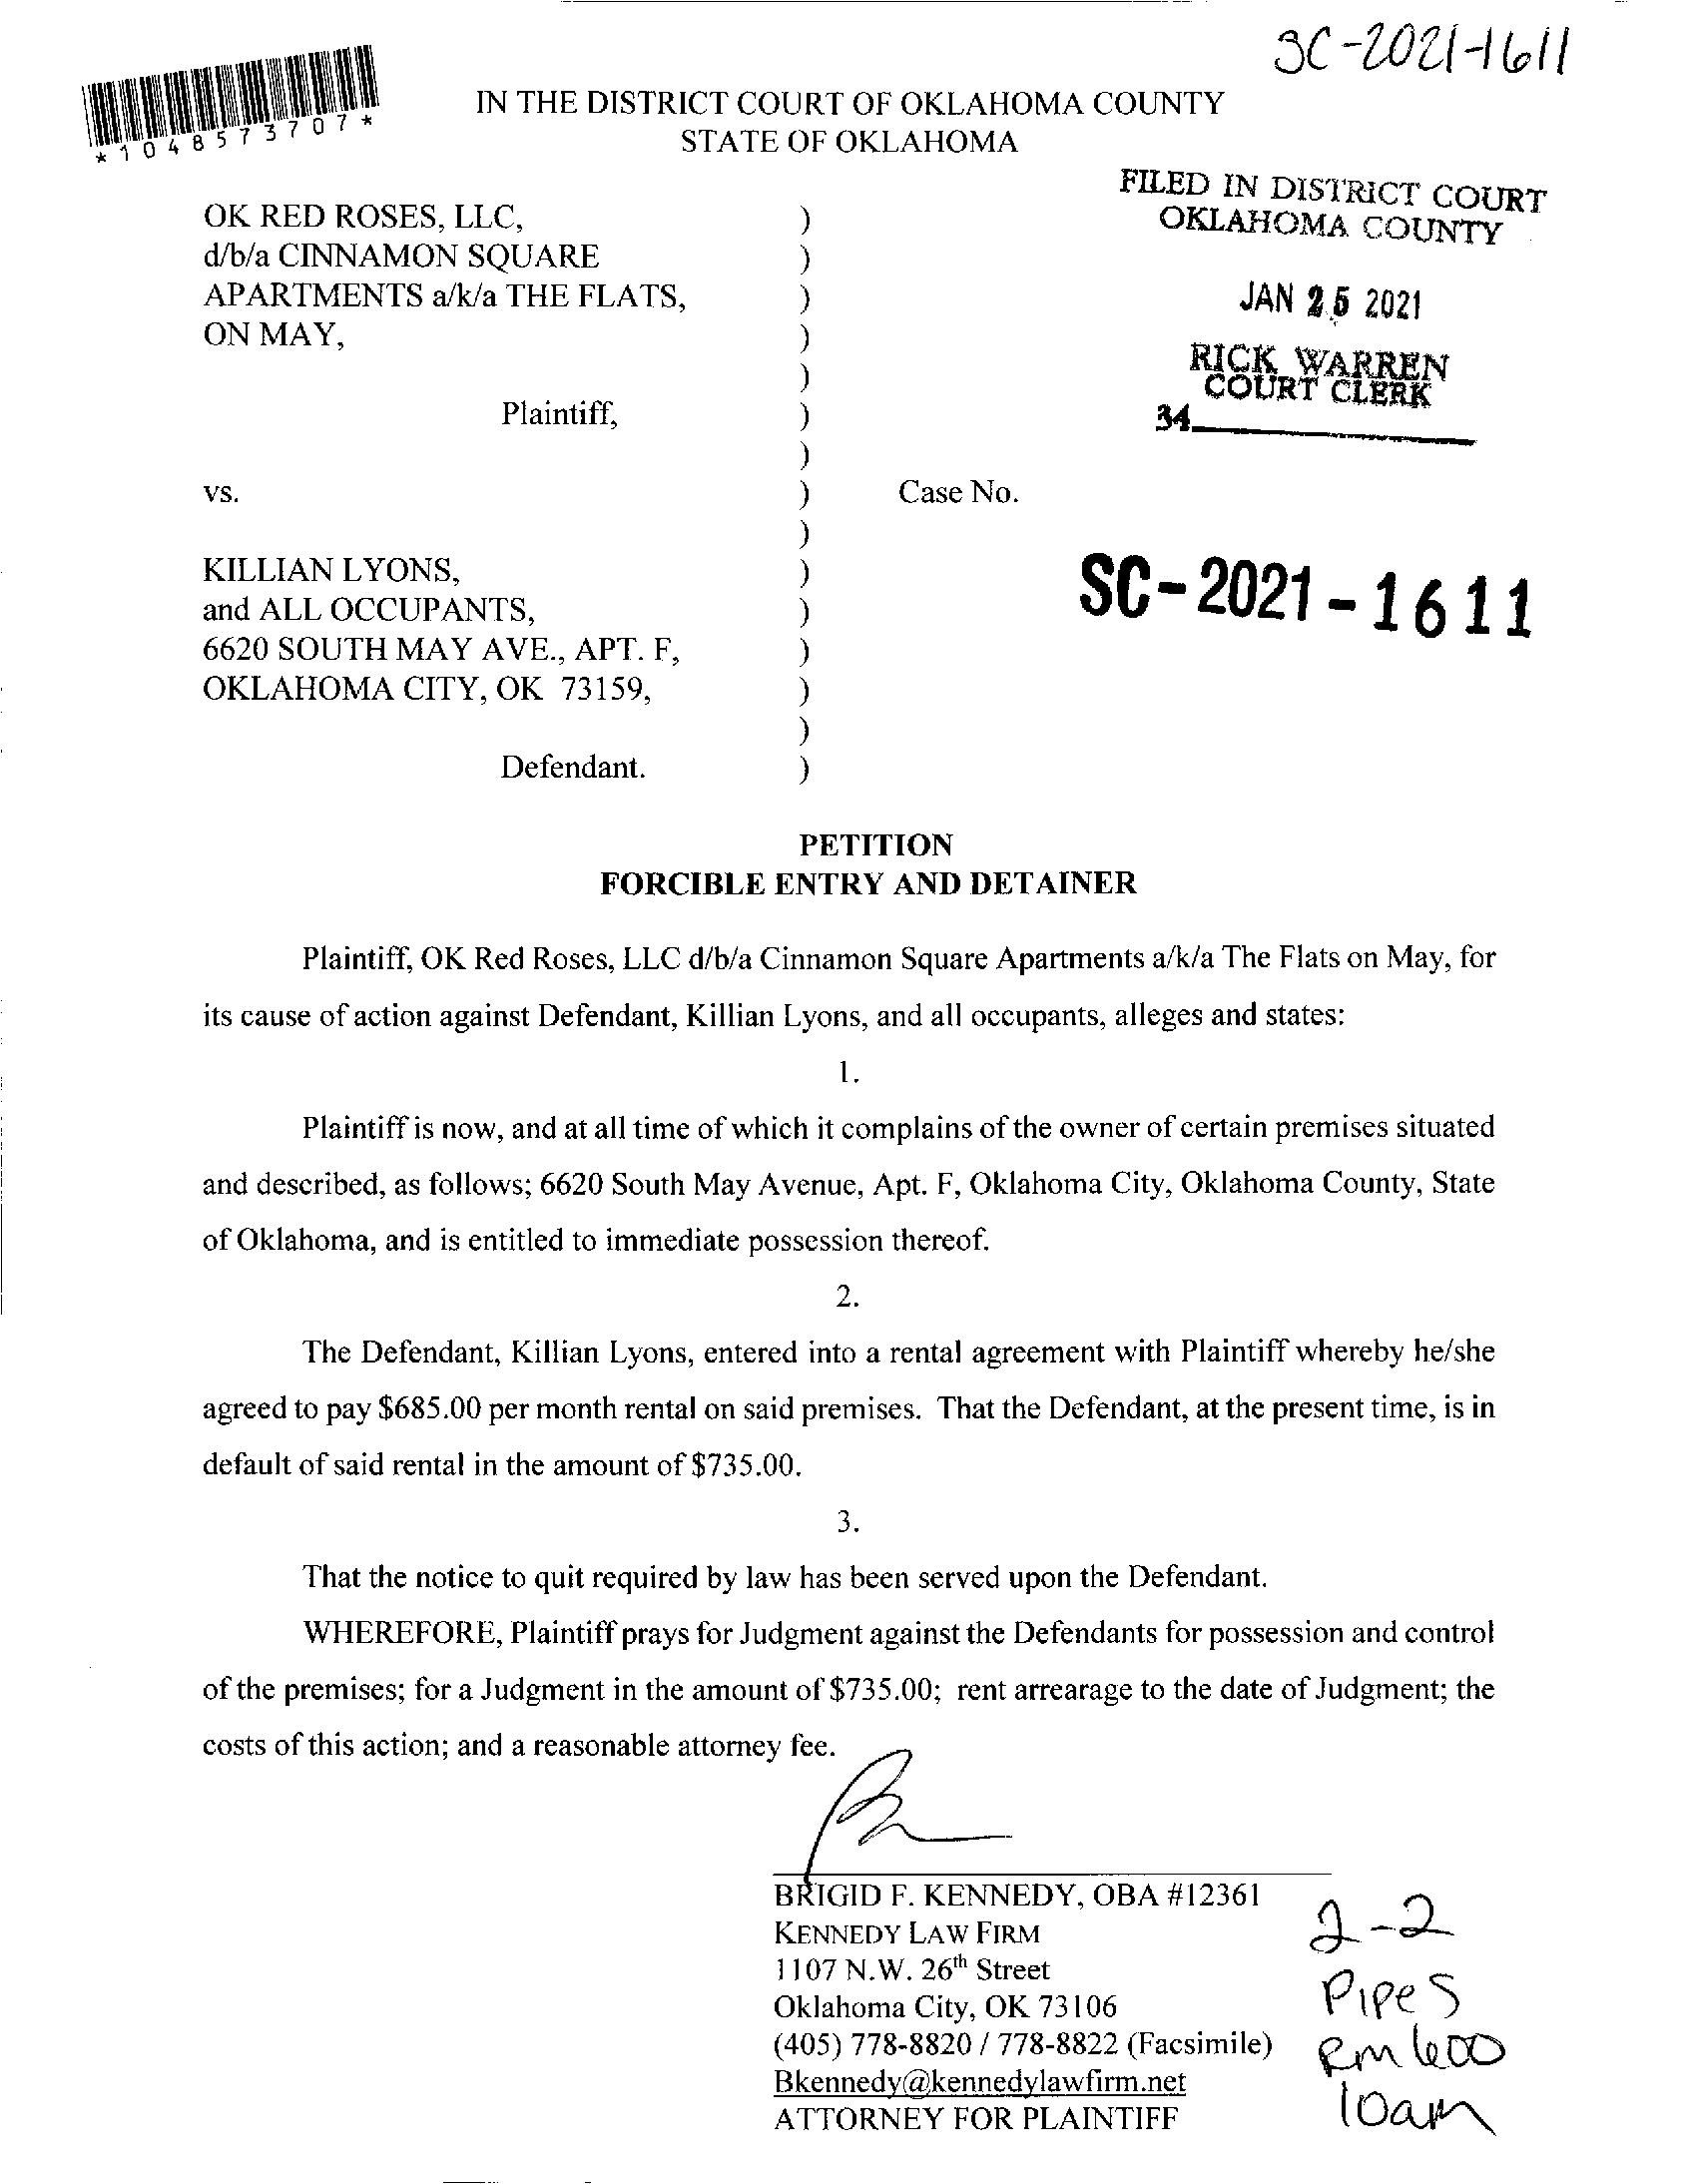 SC-2021-1611
*1048573707*
IN THE DISTRICT COURT OF OKLAHOMA COUNTY
STATE OF OKLAHOMA
FILED IN DISTRICT COURT
OKLAHOMA COUNTY
JAN 25 2021
RICK WARREN
COURT CLERK
34
OK RED ROSES, LLC, )
d/b/a CINNAMON SQUARE )
APARTMENTS a/k/a THE FLATS, )
ON MAY, )
)
Plaintiff, )
)
vs. ) Case No.
)
KILLIAN LYONS, )
and ALL OCCUPANTS, )
6620 SOUTH MAY AVE., APT. F, )
OKLAHOMA CITY, OK 73159, )
)
Defendant. )
SC-2021-1611
PETITION
FORCIBLE ENTRY AND DETAINER
Plaintiff, OK Red Roses, LLC d/b/a Cinnamon Square Apartments a/k/a The Flats on May, for
its cause of action against Defendant, Killian Lyons, and all occupants, alleges and states:
1.
Plaintiff is now, and at all time of which it complains of the owner of certain premises situated
and described, as follows; 6620 South May Avenue, Apt. F, Oklahoma City, Oklahoma County, State
of Oklahoma, and is entitled to immediate possession thereof.
2.
The Defendant, Killian Lyons, entered into a rental agreement with Plaintiff whereby he/she
agreed to pay $685.00 per month rental on said premises. That the Defendant, at the present time, is in
default of said rental in the amount of $735.00.
3.
That the notice to quit required by law has been served upon the Defendant.
WHEREFORE, Plaintiff prays for Judgment against the Defendants for possession and control
of the premises; for a Judgment in the amount of $735.00; rent arrearage to the date of Judgment; the
costs of this action; and a reasonable attorney fee.
BRIGID F. KENNEDY, OBA #12361
KENNEDY LAW FIRM
1107 N.W. 26th Street
Oklahoma City, OK 73106
(405) 778-8820 / 778-8822 (Facsimile)
Bkennedy@kennedylawfirm.net
ATTORNEY FOR PLAINTIFF
2-2
Pipes
Rm 600
10am